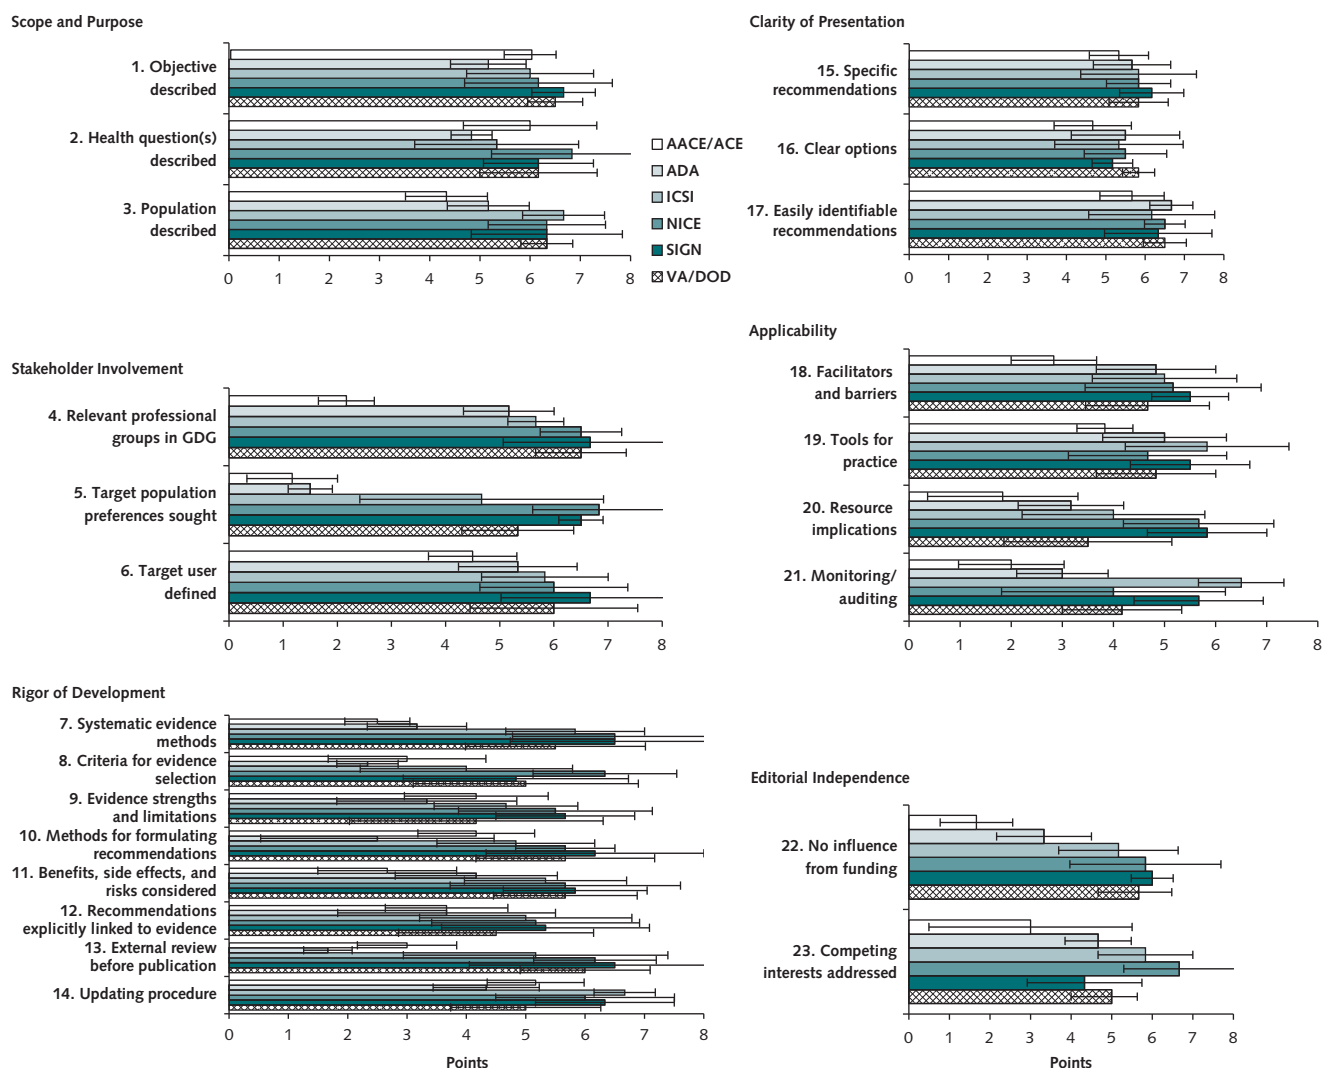 Scope and Purpose
1. Objective
described
2. Health question(s)
described
3. Population
described
0 1 2 3 4 5 6 7 8
AACE/ACE
ADA
ICSI
NICE
SIGN
VA/DOD
Stakeholder Involvement
4. Relevant professional
groups in GDG
5. Target population
preferences sought
6. Target user
defined
0 1 2 3 4 5 6 7 8
Rigor of Development
7. Systematic evidence
methods
8. Criteria for evidence
selection
9. Evidence strengths
and limitations
10. Methods for formulating
recommendations
11. Benefits, side effects, and
risks considered
12. Recommendations
explicitly linked to evidence
13. External review
before publication
14. Updating procedure
0 1 2 3 4 5 6 7 8
Points
Clarity of Presentation
15. Specific
recommendations
16. Clear options
17. Easily identifiable
recommendations
0 1 2 3 4 5 6 7 8
Applicability
18. Facilitators
and barriers
19. Tools for
practice
20. Resource
implications
21. Monitoring/
auditing
0 1 2 3 4 5 6 7 8
Editorial Independence
22. No influence
from funding
23. Competing
interests addressed
0 1 2 3 4 5 6 7 8
Points